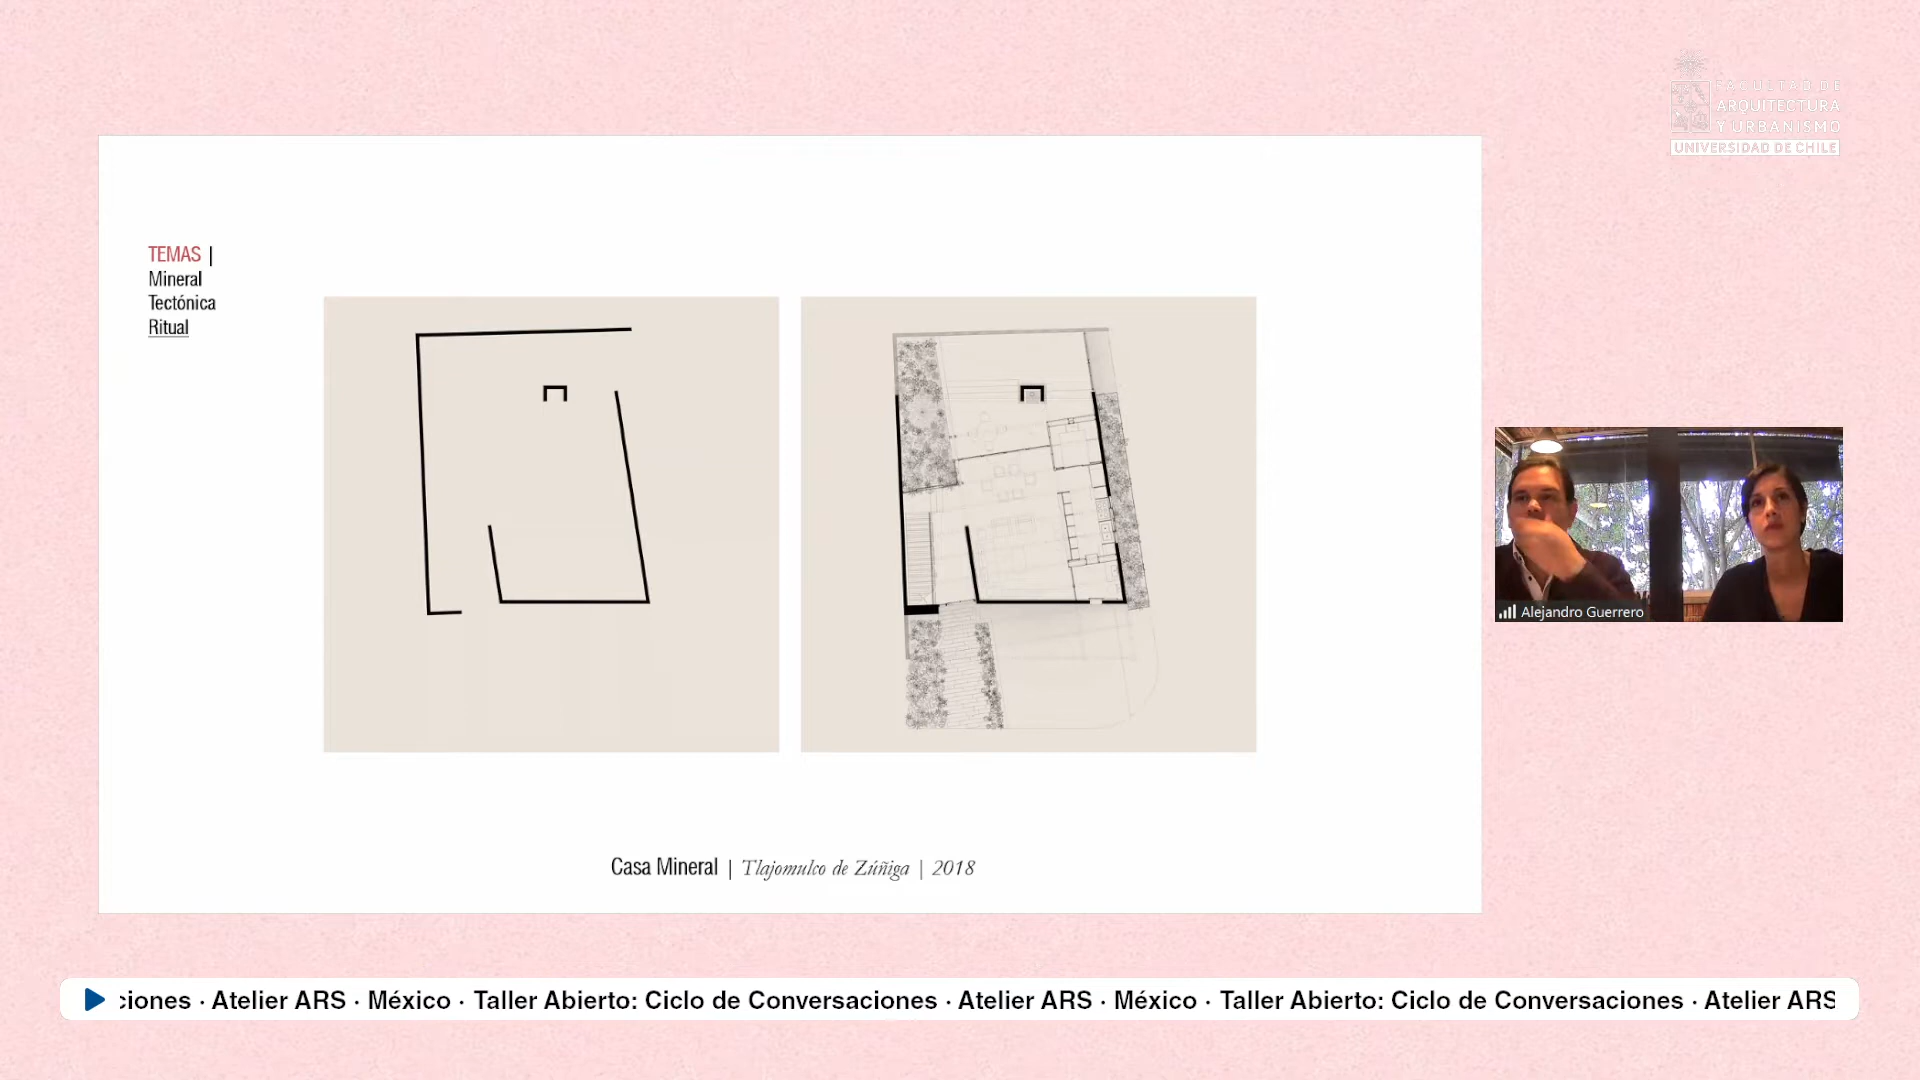 FACULTAD DE
ARQUITECTURA
Y URBANISMO
UNIVERSIDAD DE CHILE
TEMAS |
Mineral
Tectónica
Ritual
Alejandro Guerrero
Casa Mineral | Tlajomulco de Zúñiga | 2018
ciones · Atelier ARS · México · Taller Abierto: Ciclo de Conversaciones · Atelier ARS · México · Taller Abierto: Ciclo de Conversaciones · Atelier ARS